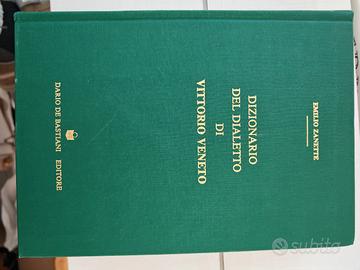 EMILIO ZANETTE
DIZIONARIO
DEL DIALETTO
DI
VITTORIO VENETO
DARIO DE BASTIANI EDITORE
subito